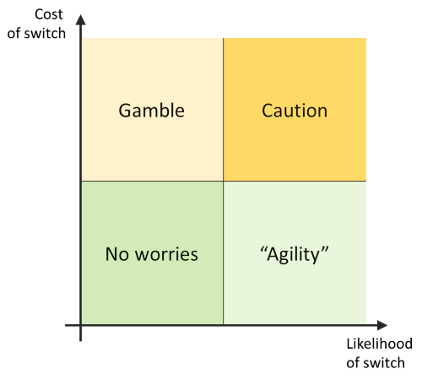 Cost
of switch
Gamble
Caution
No worries
“Agility”
Likelihood
of switch